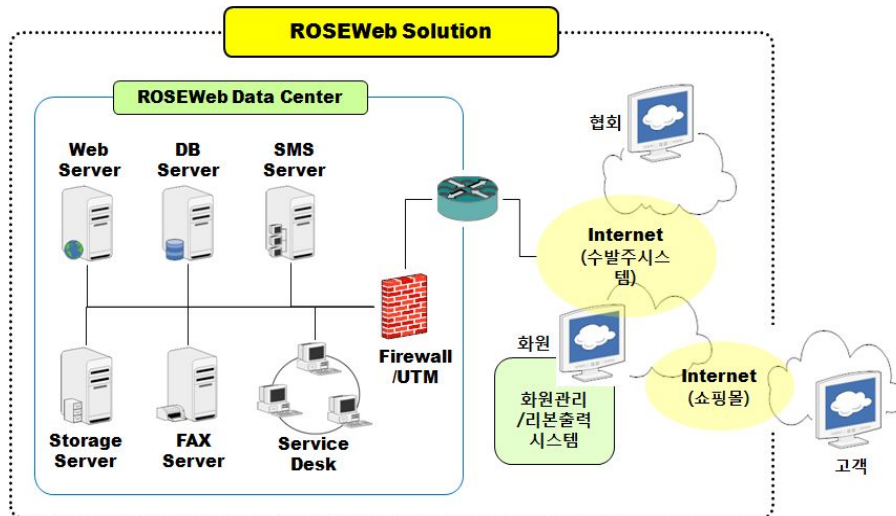 ROSEWeb Solution
ROSEWeb Data Center
Web
Server
DB
Server
SMS
Server
협회
Internet
(수발주시스
템)
Firewall
/UTM
화원
화원관리
/리본출력
시스템
Internet
(쇼핑몰)
Storage
Server
FAX
Server
Service
Desk
고객